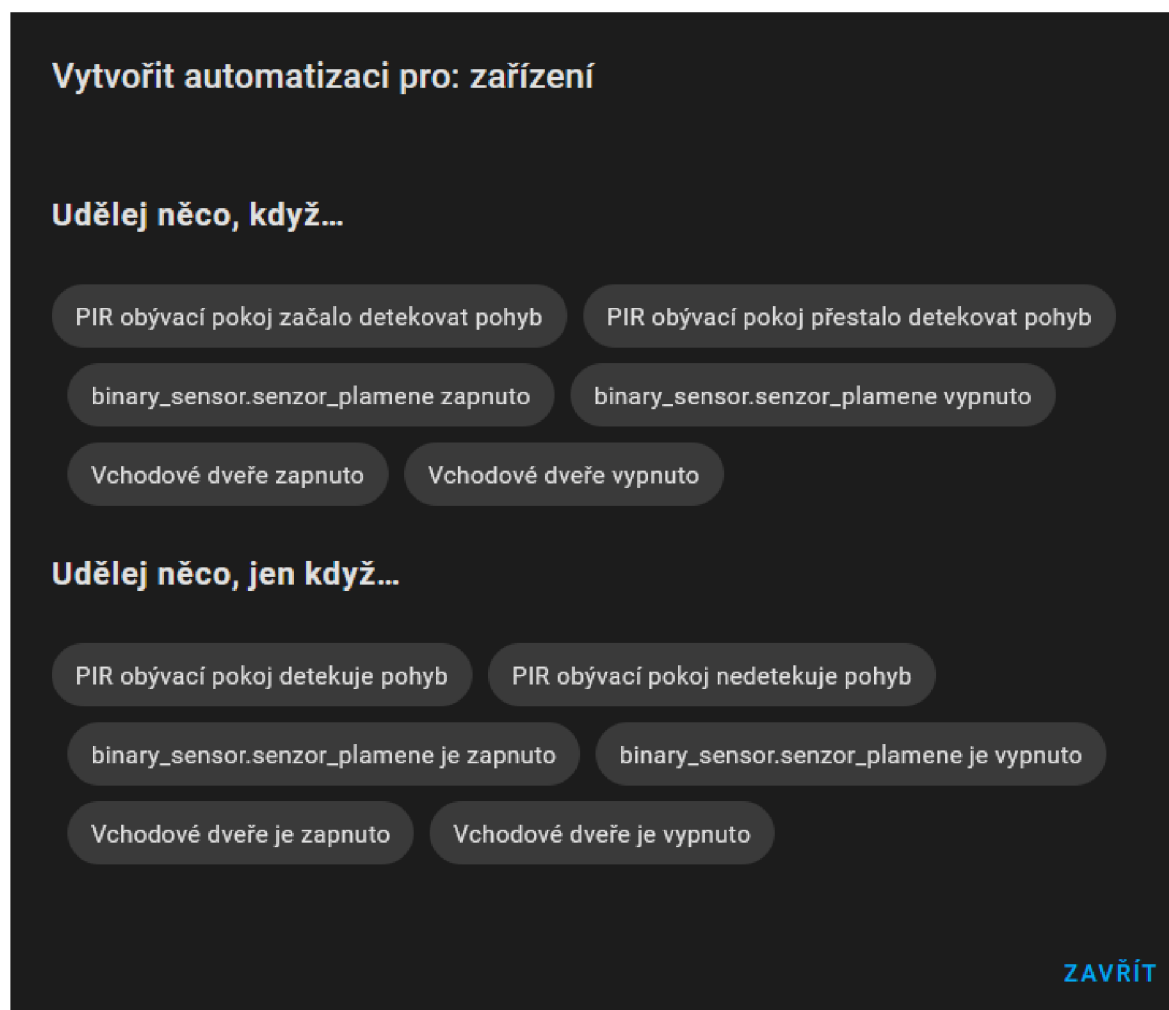 Vytvořit automatizaci pro: zařízení
Udělej něco, když…
PIR obývací pokoj začalo detekovat pohyb PIR obývací pokoj přestalo detekovat pohyb
binary_sensor.senzor_plamene zapnuto binary_sensor.senzor_plamene vypnuto
Vchodové dveře zapnuto Vchodové dveře vypnuto
Udělej něco, jen když…
PIR obývací pokoj detekuje pohyb PIR obývací pokoj nedetekuje pohyb
binary_sensor.senzor_plamene je zapnuto binary_sensor.senzor_plamene je vypnuto
Vchodové dveře je zapnuto Vchodové dveře je vypnuto
ZAVŘÍT